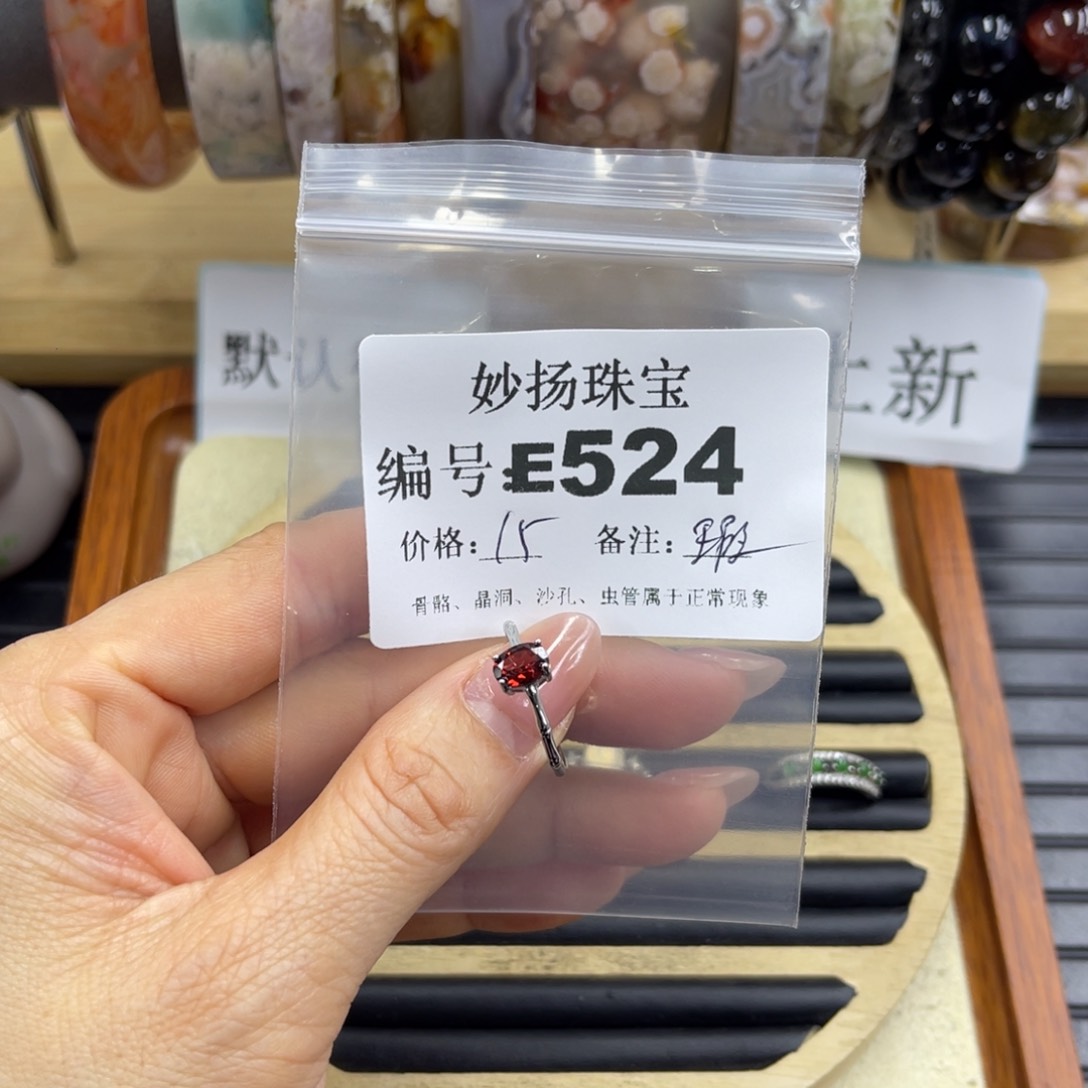 妙扬珠宝
编号:E524
价格: 15 备注:
骨骼、晶洞、沙孔、虫管属于正常现象
默认
上新